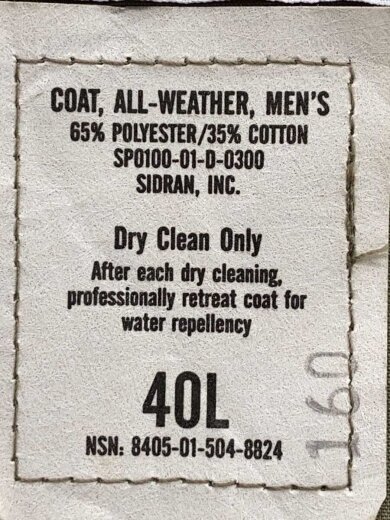 COAT, ALL-WEATHER, MEN'S
65% POLYESTER/35% COTTON
SP0100-01-D-0300
SIDRAN, INC.
Dry Clean Only
After each dry cleaning,
professionally retreat coat for
water repellency
40L
NSN: 8405-01-504-8824
160